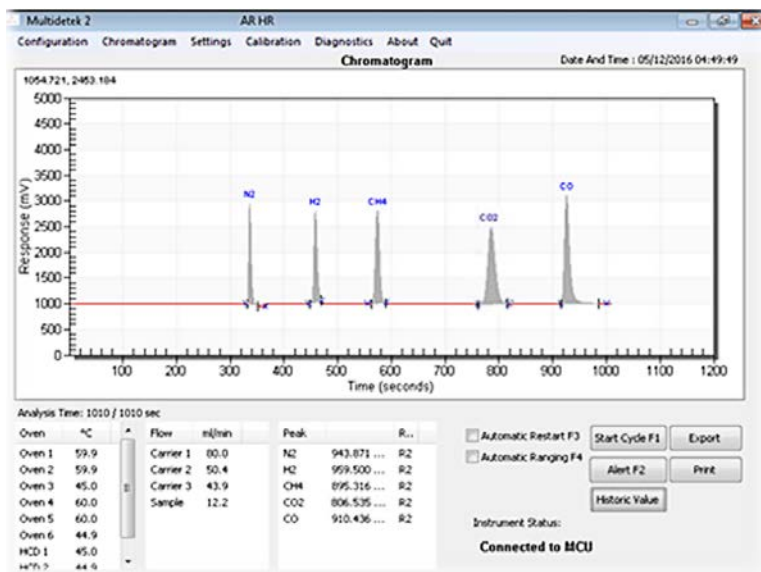 Multidetek 2 AR HR
Configuration Chromatogram Settings Calibration Diagnostics About Quit
Chromatogram Date And Time : 05/12/2016 04:49:49
1054.721, 2453.184
5000
4500
4000
3500
3000
2500
2000
1500
1000
500
0
Response (mV)
N2 H2 CH4 CO2 CO
100 200 300 400 500 600 700 800 900 1000 1100 1200
Time (seconds)
Analysis Time: 1010 / 1010 sec
Oven °C Flow ml/min Peak R...
Oven 1 59.9 Carrier 1 80.0 N2 943.871 ... R2
Oven 2 59.9 Carrier 2 50.4 H2 959.500 ... R2
Oven 3 45.0 Carrier 3 43.9 CH4 895.316 ... R2
Oven 4 60.0 Sample 12.2 CO2 806.535 ... R2
Oven 5 60.0 CO 910.436 ... R2
Oven 6 44.9
HCD 1 45.0
HCD 2 44.9
Automatic Restart F3 Start Cycle F1 Export
Automatic Ranging F4 Alert F2 Print
Historic Value
Instrument Status:
Connected to MCU